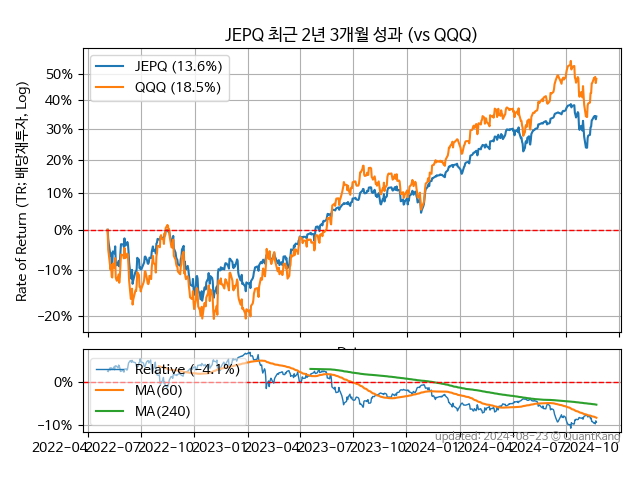 JEPQ 최근 2년 3개월 성과 (vs QQQ)
Rate of Return (TR: 배당재투자, Log)
JEPQ (13.6%)
QQQ (18.5%)
50%
40%
30%
20%
10%
0%
−10%
−20%
Relative (−4.1%)
MA(60)
MA(240)
0%
−10%
updated: 2024-08-23 © QuantKang
2022-04 2022-07 2022-10 2023-01 2023-04 2023-07 2023-10 2024-01 2024-04 2024-07 2024-10